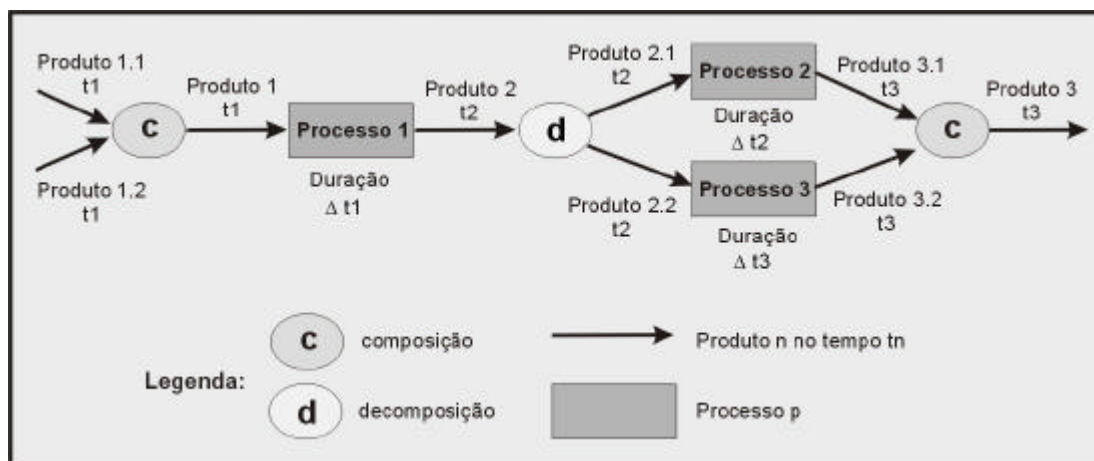 Produto 1.1
t1
Produto 1.2
t1
c
Produto 1
t1
Processo 1
Duração
Δ t1
Produto 2
t2
d
Produto 2.1
t2
Processo 2
Duração
Δ t2
Produto 3.1
t3
Produto 2.2
t2
Processo 3
Duração
Δ t3
Produto 3.2
t3
c
Produto 3
t3
Legenda:
c
composição
Produto n no tempo tn
d
decomposição
Processo p